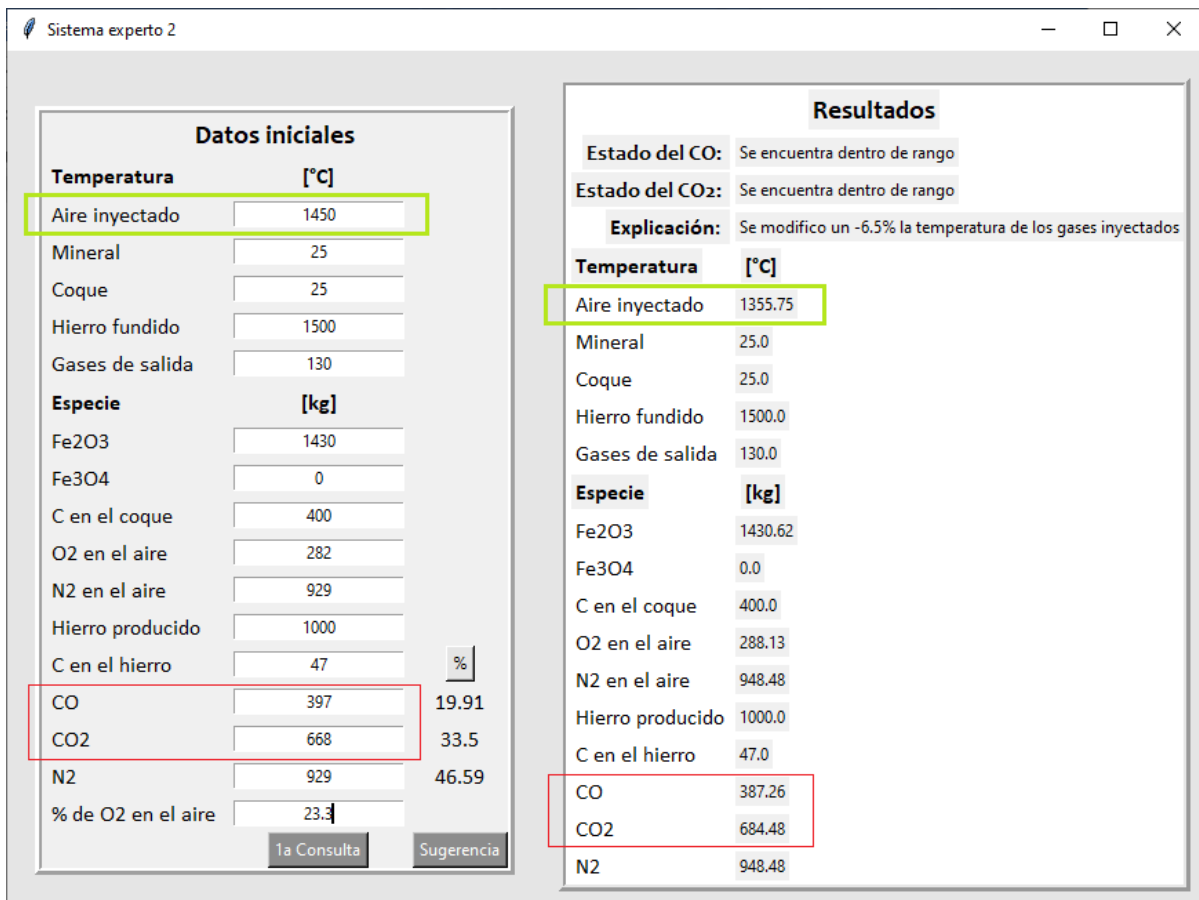 Sistema experto 2
Datos iniciales
Temperatura [°C]
Aire inyectado 1450
Mineral 25
Coque 25
Hierro fundido 1500
Gases de salida 130
Especie [kg]
Fe2O3 1430
Fe3O4 0
C en el coque 400
O2 en el aire 282
N2 en el aire 929
Hierro producido 1000
C en el hierro 47 %
CO 397 19.91
CO2 668 33.5
N2 929 46.59
% de O2 en el aire 23.3
1a Consulta Sugerencia
Resultados
Estado del CO: Se encuentra dentro de rango
Estado del CO2: Se encuentra dentro de rango
Explicación: Se modifico un -6.5% la temperatura de los gases inyectados
Temperatura [°C]
Aire inyectado 1355.75
Mineral 25.0
Coque 25.0
Hierro fundido 1500.0
Gases de salida 130.0
Especie [kg]
Fe2O3 1430.62
Fe3O4 0.0
C en el coque 400.0
O2 en el aire 288.13
N2 en el aire 948.48
Hierro producido 1000.0
C en el hierro 47.0
CO 387.26
CO2 684.48
N2 948.48